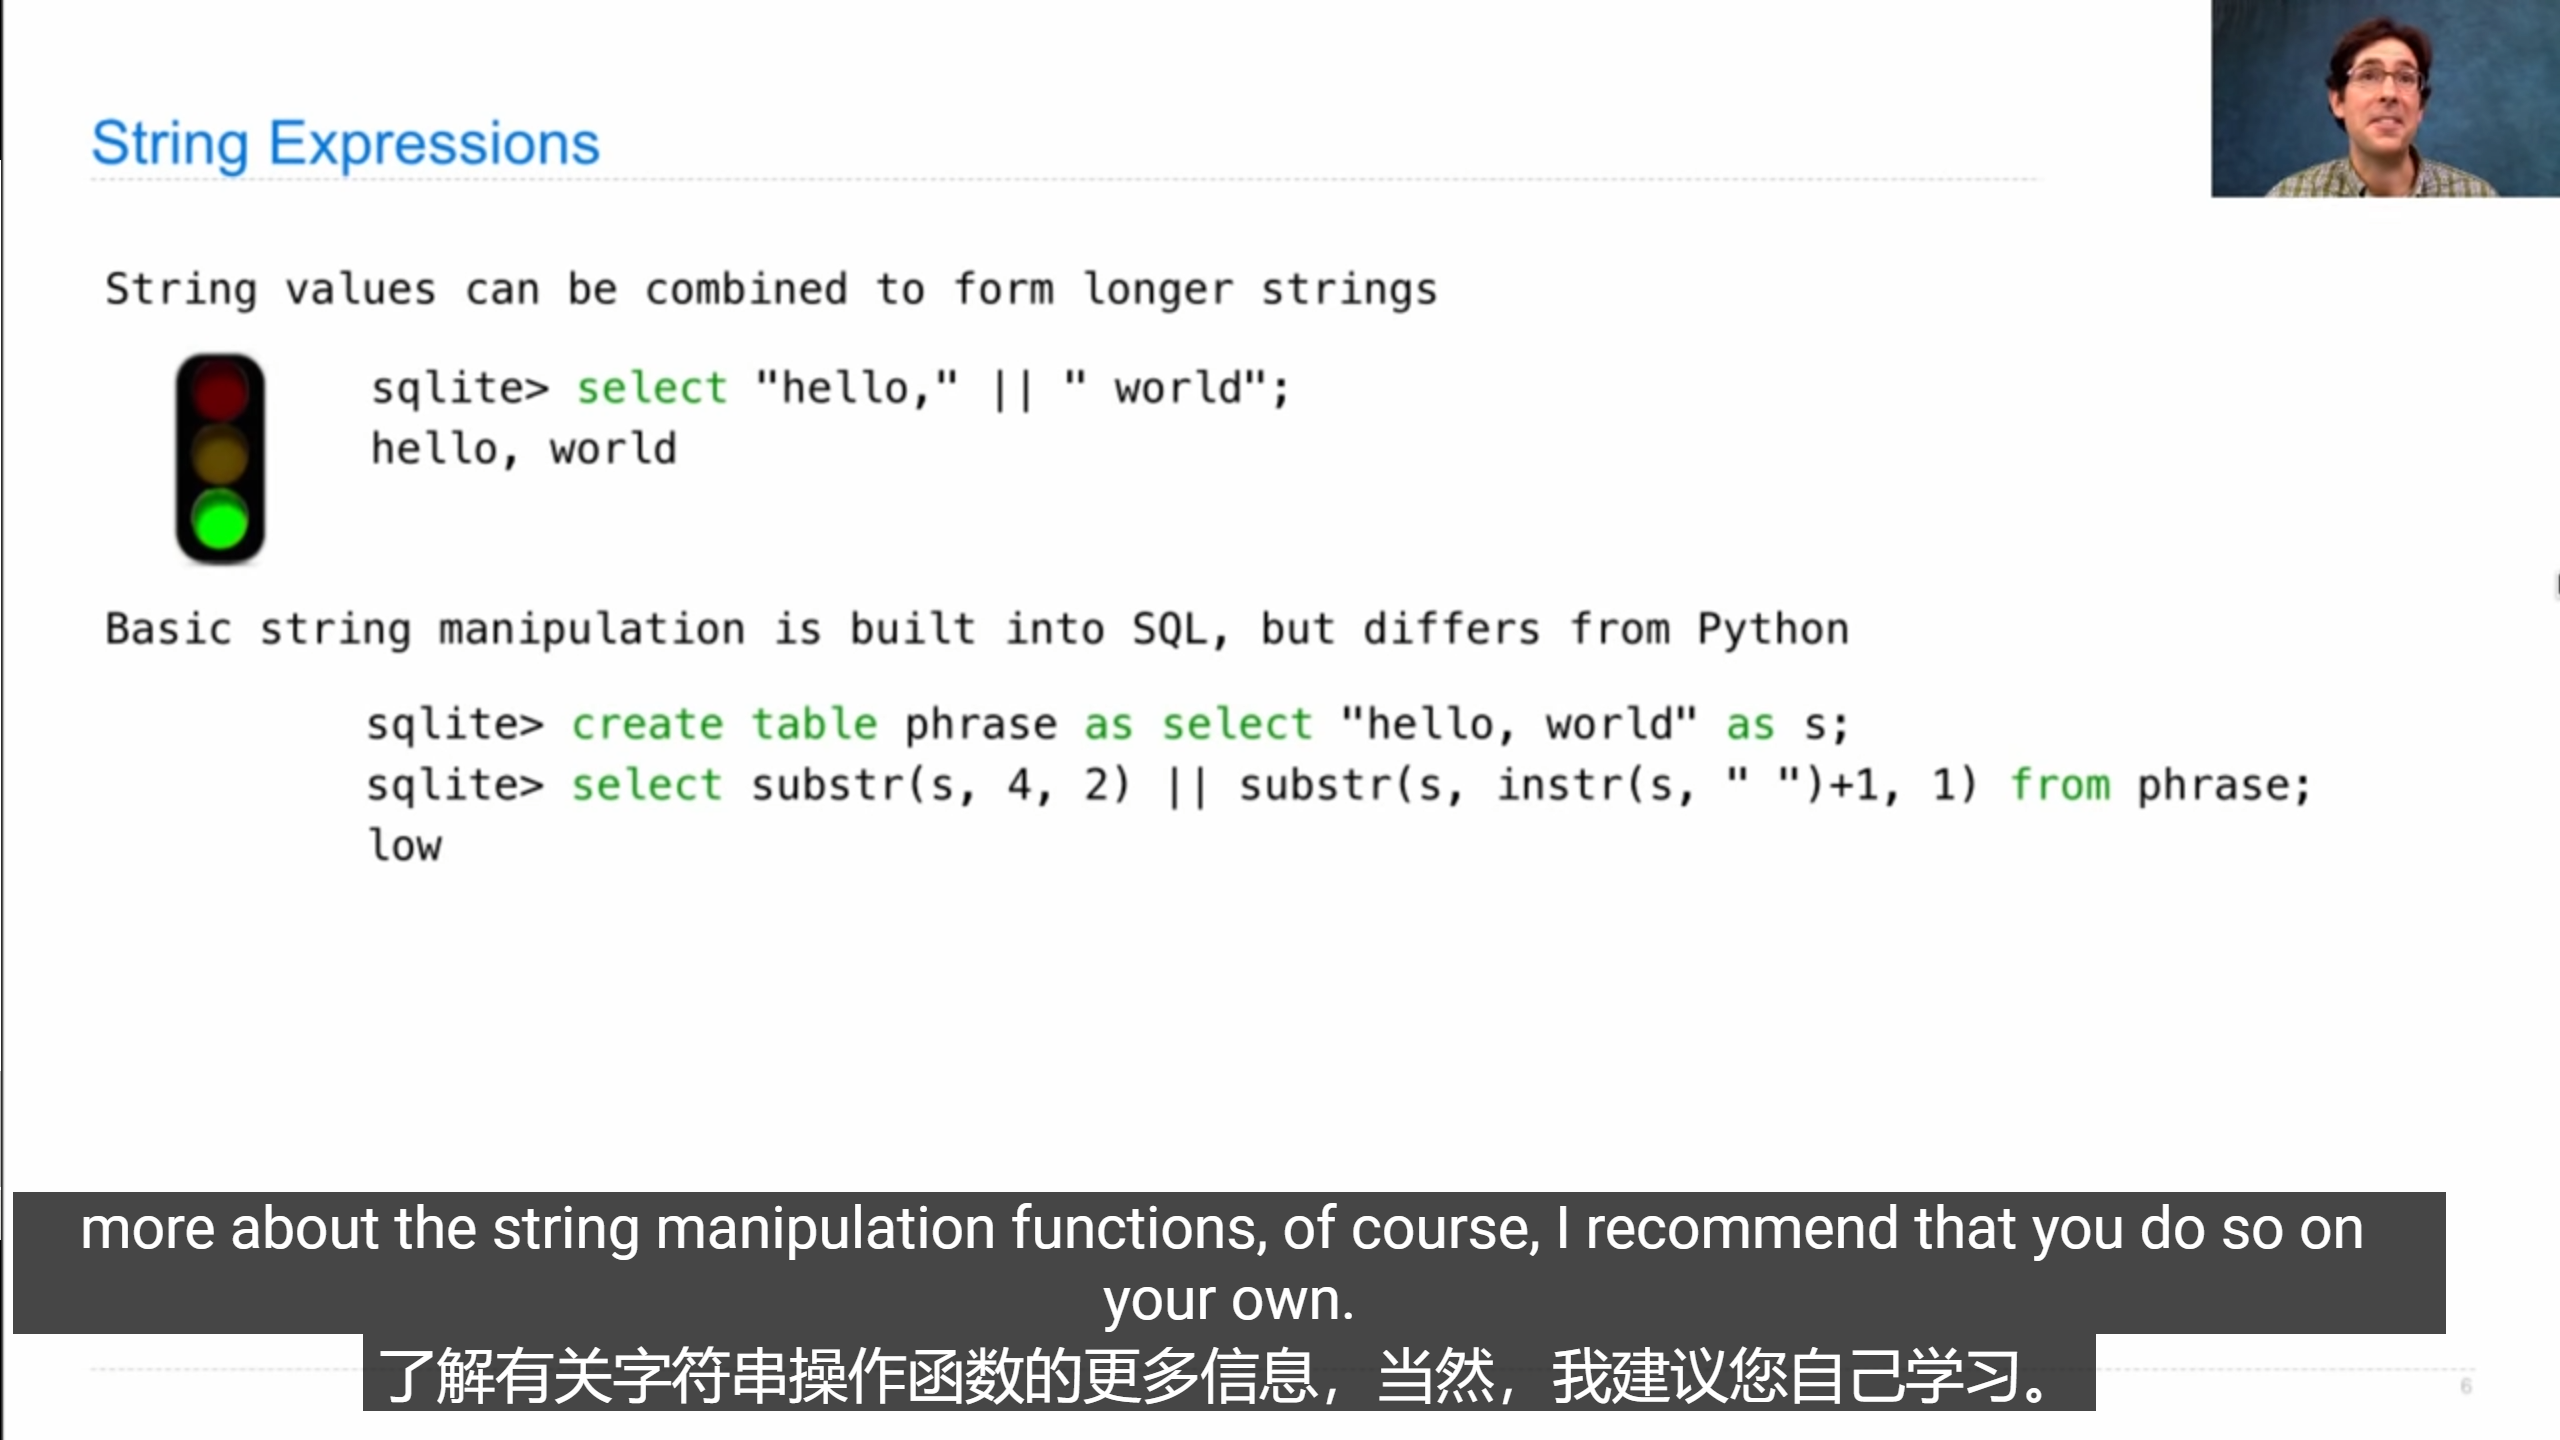 String Expressions
String values can be combined to form longer strings
sqlite> select "hello," || " world";
hello, world
Basic string manipulation is built into SQL, but differs from Python
sqlite> create table phrase as select "hello, world" as s;
sqlite> select substr(s, 4, 2) || substr(s, instr(s, " ")+1, 1) from phrase;
low
more about the string manipulation functions, of course, I recommend that you do so on
your own.
了解有关字符串操作函数的更多信息，当然，我建议您自己学习。
6